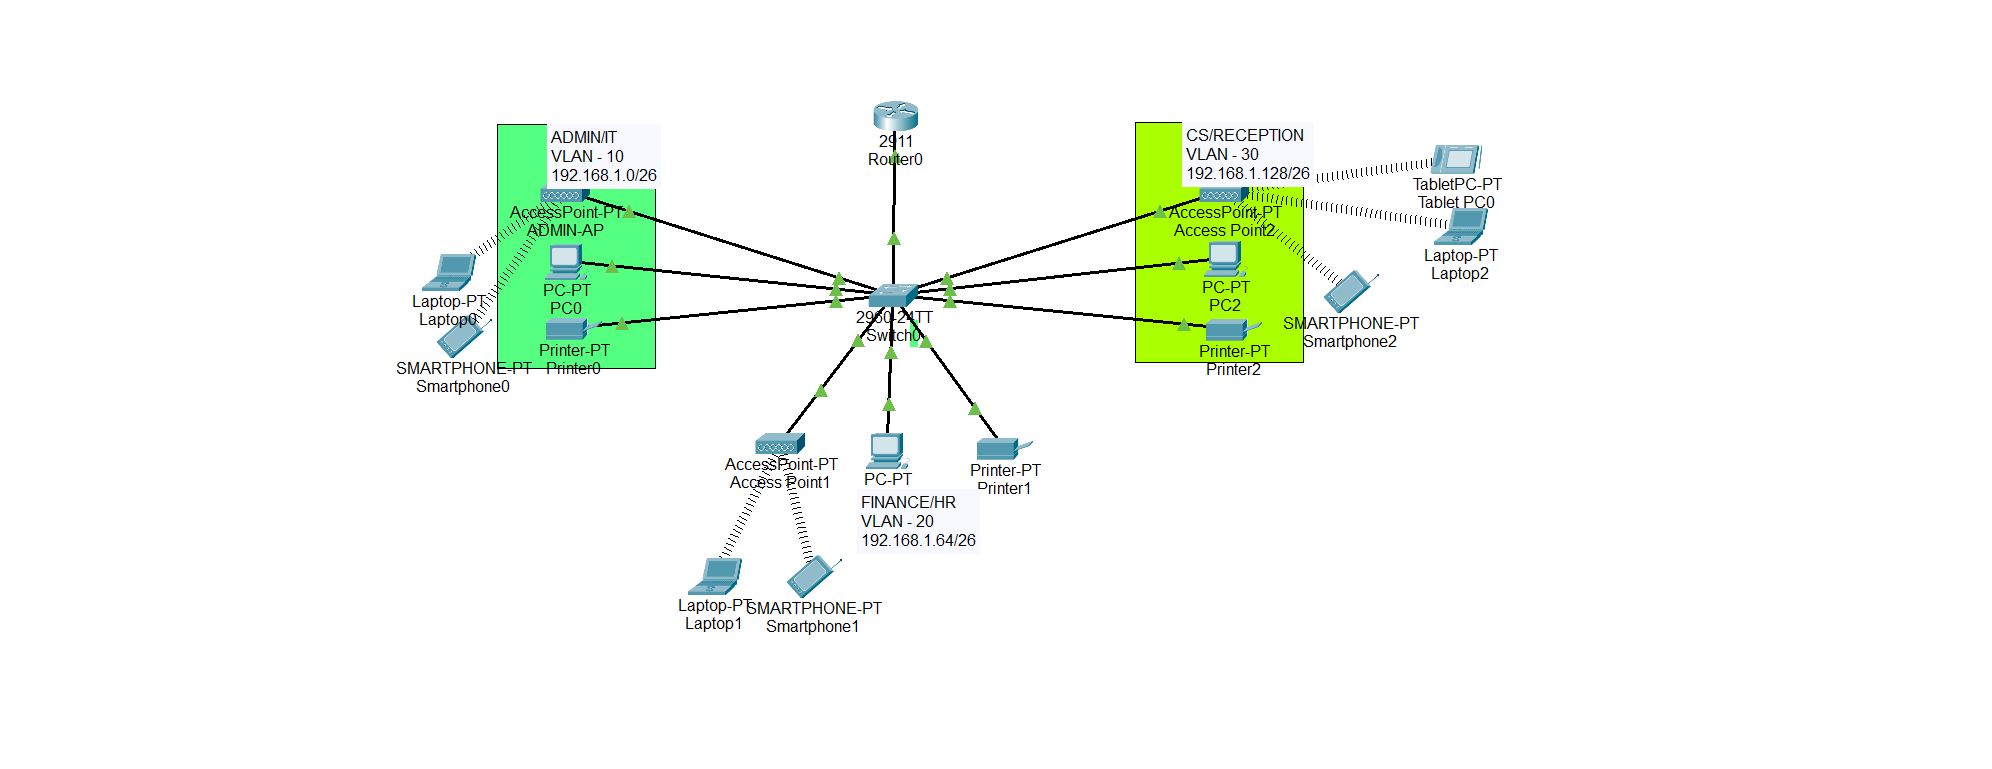 2911
Router0
ADMIN/IT
VLAN - 10
192.168.1.0/26
AccessPoint-PT
ADMIN-AP
PC-PT
PC0
Printer-PT
Printer0
Laptop-PT
Laptop0
SMARTPHONE-PT
Smartphone0
2960-24TT
Switch0
CS/RECEPTION
VLAN - 30
192.168.1.128/26
AccessPoint-PT
Access Point2
PC-PT
PC2
Printer-PT
Printer2
TabletPC-PT
Tablet PC0
Laptop-PT
Laptop2
SMARTPHONE-PT
Smartphone2
AccessPoint-PT
Access Point1
PC-PT
Printer-PT
Printer1
FINANCE/HR
VLAN - 20
192.168.1.64/26
Laptop-PT
Laptop1
SMARTPHONE-PT
Smartphone1